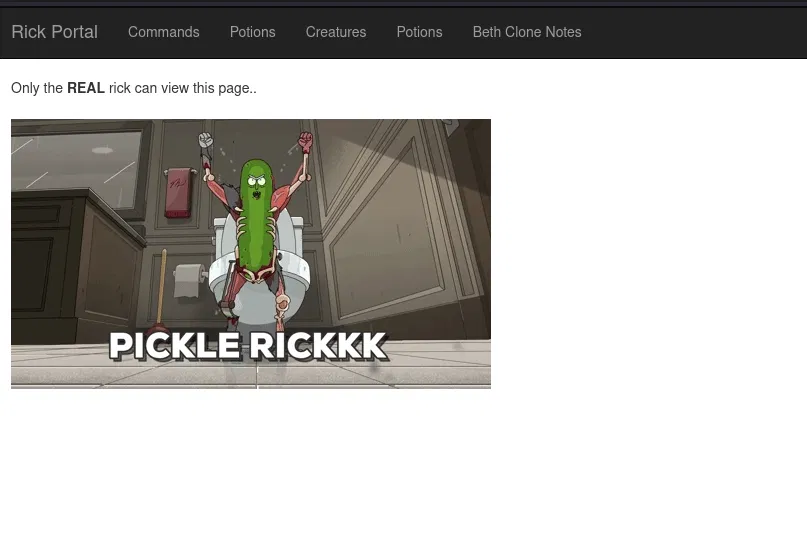 Rick Portal Commands Potions Creatures Potions Beth Clone Notes
Only the REAL rick can view this page..
PICKLE RICKKK